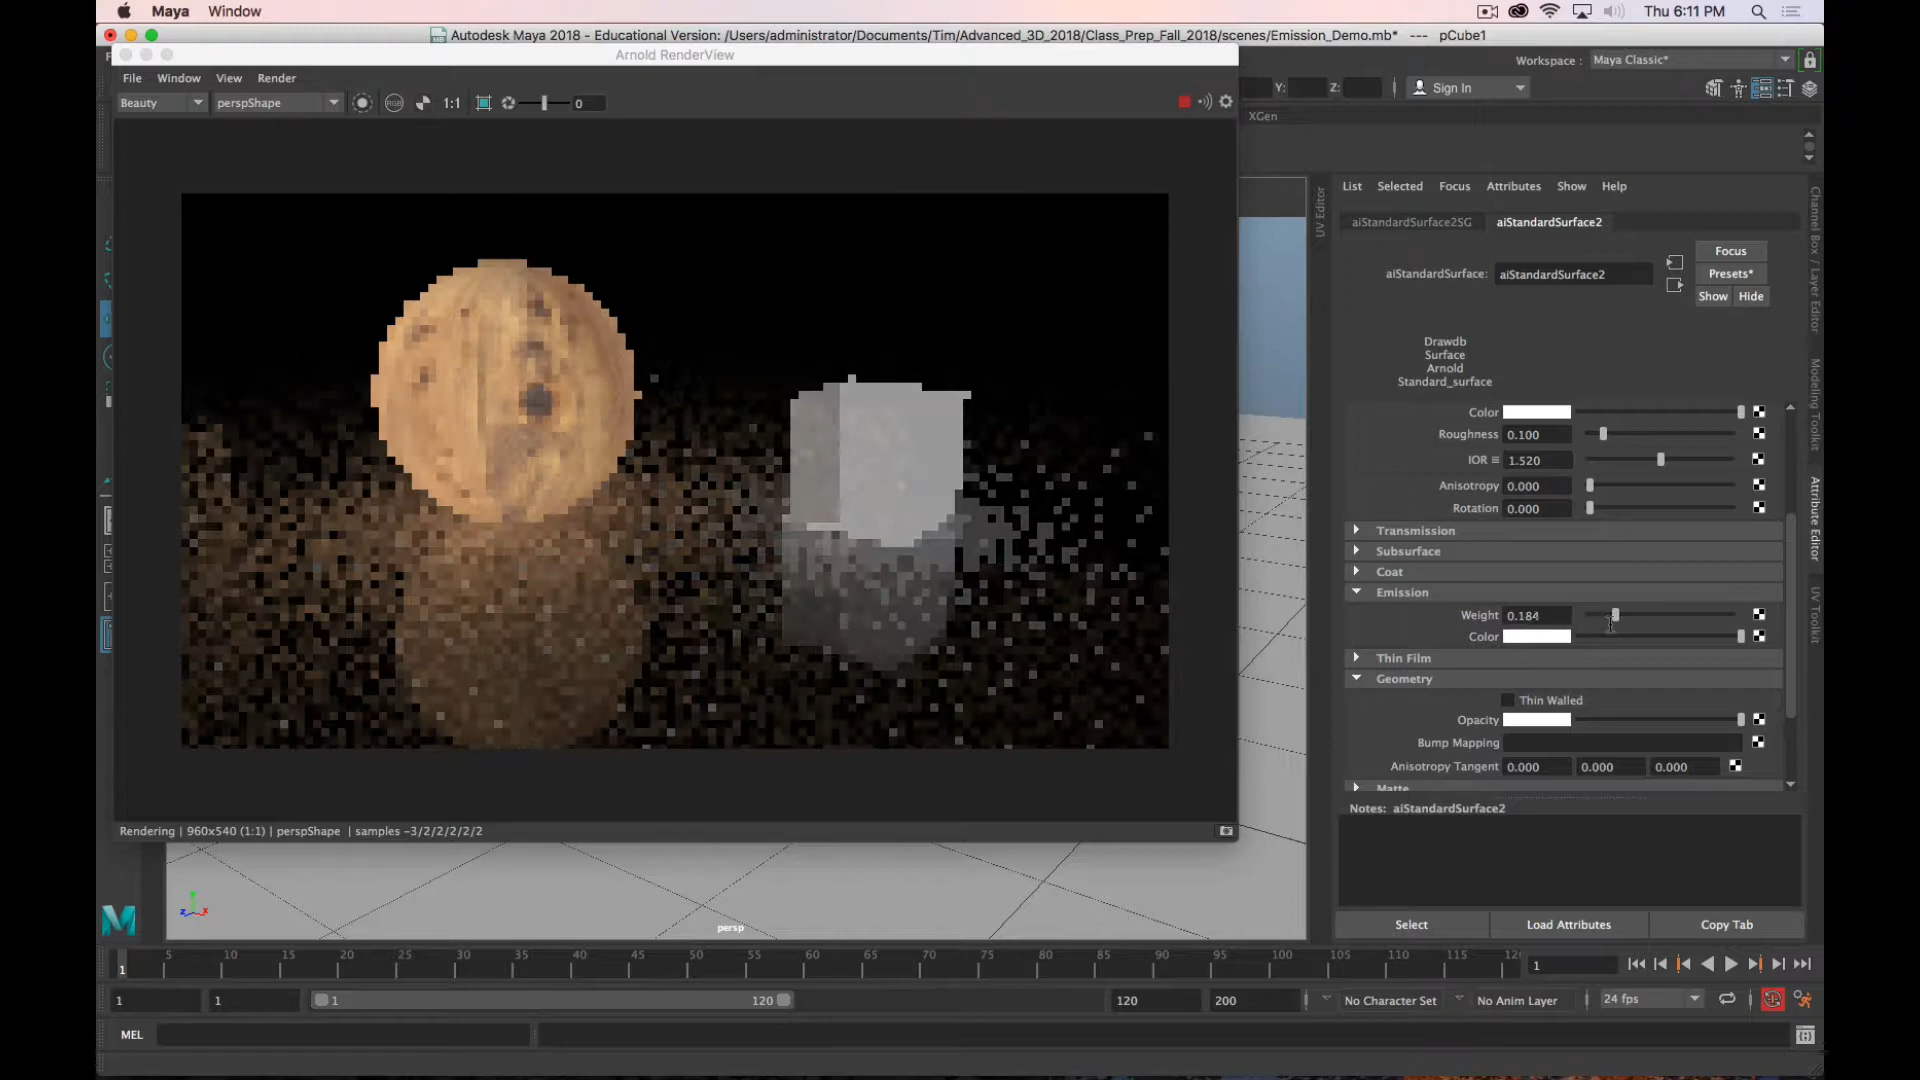 Maya Window Thu 6:11 PM
Autodesk Maya 2018 - Educational Version: /Users/administrator/Documents/Tim/Advanced_3D_2018/Class_Prep_Fall_2018/scenes/Emission_Demo.mb* --- pCube1
Arnold RenderView
Workspace : Maya Classic*
File Window View Render
Y: Z: Sign In
Beauty perspShape RGB 1:1 0
XGen
List Selected Focus Attributes Show Help
aiStandardSurface2SG aiStandardSurface2
Focus
aiStandardSurface: aiStandardSurface2 Presets*
Show Hide
Drawdb
Surface
Arnold
Standard_surface
Color
Roughness 0.100
IOR 1.520
Anisotropy 0.000
Rotation 0.000
Transmission
Subsurface
Coat
Emission
Weight 0.184
Color
Thin Film
Geometry
Thin Walled
Opacity
Bump Mapping
Anisotropy Tangent 0.000 0.000 0.000
Matte
Notes: aiStandardSurface2
Select Load Attributes Copy Tab
UV Editor
Channel Box / Layer Editor
Modeling Toolkit
Attribute Editor
UV Toolkit
Rendering | 960x540 (1:1) | perspShape | samples -3/2/2/2/2/2
z x
persp
5 10 15 20 25 30 35 40 45 50 55 60 65 70 75 80 85 90 95 100 105 110 115 12
1 1
1 1 1 120 120 200 No Character Set No Anim Layer 24 fps
MEL